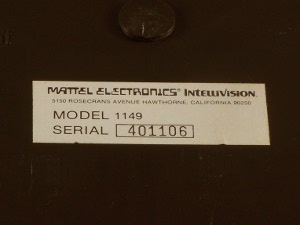 MATTEL ELECTRONICS® INTELLIVISION®
5150 ROSECRANS AVENUE HAWTHORNE, CALIFORNIA 90250
MODEL 1149
SERIAL 401106